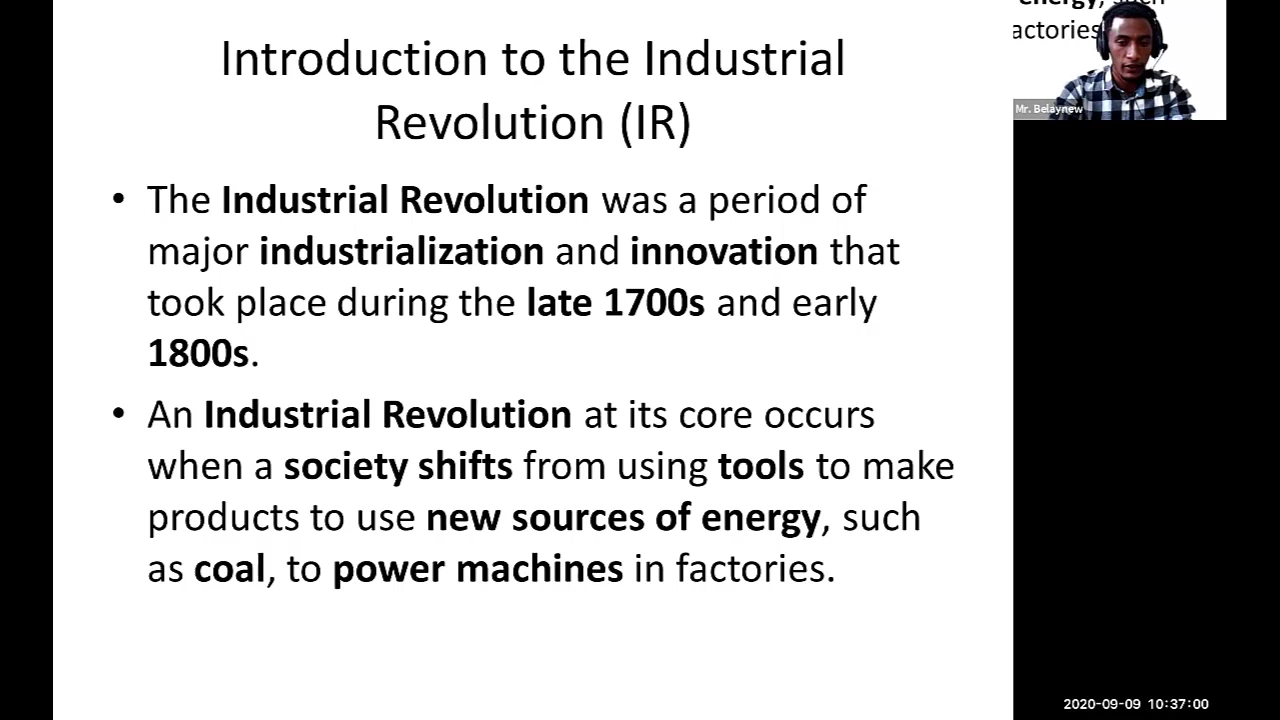 Introduction to the Industrial
Revolution (IR)
• The Industrial Revolution was a period of
major industrialization and innovation that
took place during the late 1700s and early
1800s.
• An Industrial Revolution at its core occurs
when a society shifts from using tools to make
products to use new sources of energy, such
as coal, to power machines in factories.
energy, such
actories
Mr. Belaynew
2020-09-09 10:37:00